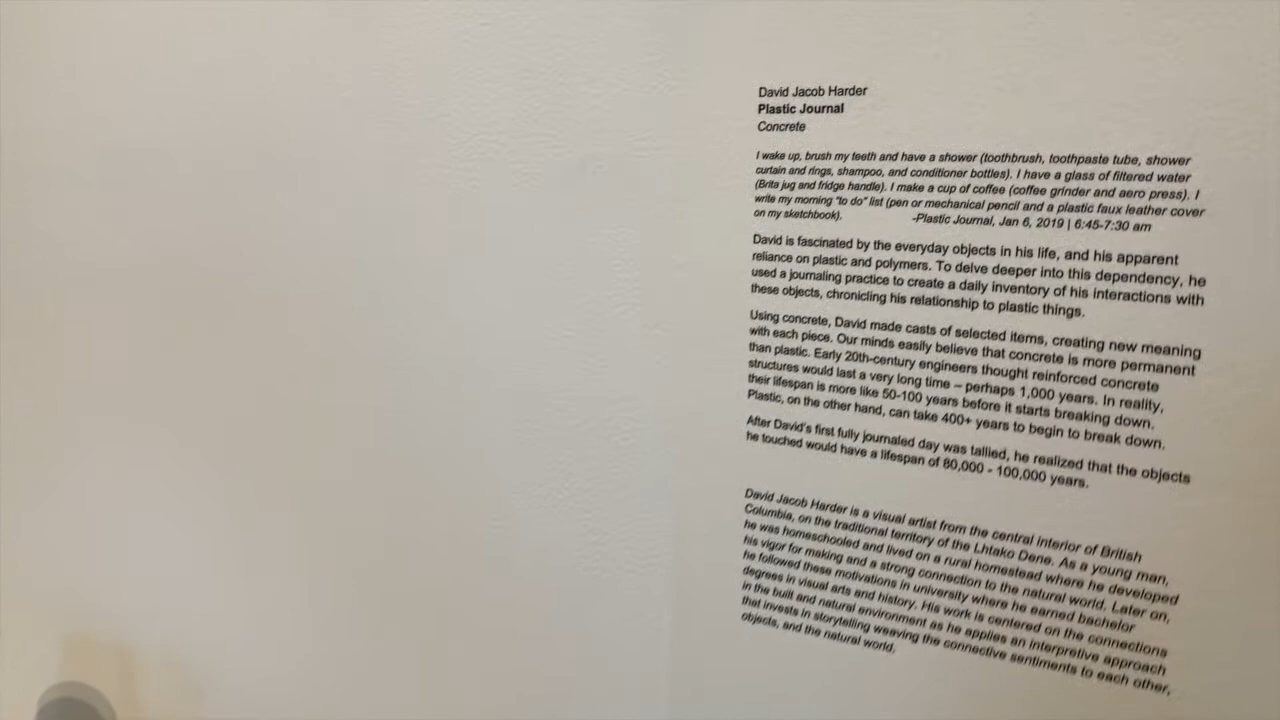 David Jacob Harder
Plastic Journal
Concrete
I wake up, brush my teeth and have a shower (toothbrush, toothpaste tube, shower
curtain and rings, shampoo, and conditioner bottles). I have a glass of filtered water
(Brita jug and fridge handle). I make a cup of coffee (coffee grinder and aero press). I
write my morning "to do" list (pen or mechanical pencil and a plastic faux leather cover
on my sketchbook). -Plastic Journal, Jan 6, 2019 | 6:45-7:30 am
David is fascinated by the everyday objects in his life, and his apparent
reliance on plastic and polymers. To delve deeper into this dependency, he
used a journaling practice to create a daily inventory of his interactions with
these objects, chronicling his relationship to plastic things.
Using concrete, David made casts of selected items, creating new meaning
with each piece. Our minds easily believe that concrete is more permanent
than plastic. Early 20th-century engineers thought reinforced concrete
structures would last a very long time – perhaps 1,000 years. In reality,
their lifespan is more like 50-100 years before it starts breaking down.
Plastic, on the other hand, can take 400+ years to begin to break down.
After David's first fully journaled day was tallied, he realized that the objects
he touched would have a lifespan of 80,000 - 100,000 years.
David Jacob Harder is a visual artist from the central interior of British
Columbia, on the traditional territory of the Lhtako Dene. As a young man,
he was homeschooled and lived on a rural homestead where he developed
his vigor for making and a strong connection to the natural world. Later on,
he followed these motivations in university where he earned bachelor
degrees in visual arts and history. His work is centered on the connections
in the built and natural environment as he applies an interpretive approach
that invests in storytelling weaving the connective sentiments to each other,
objects, and the natural world.